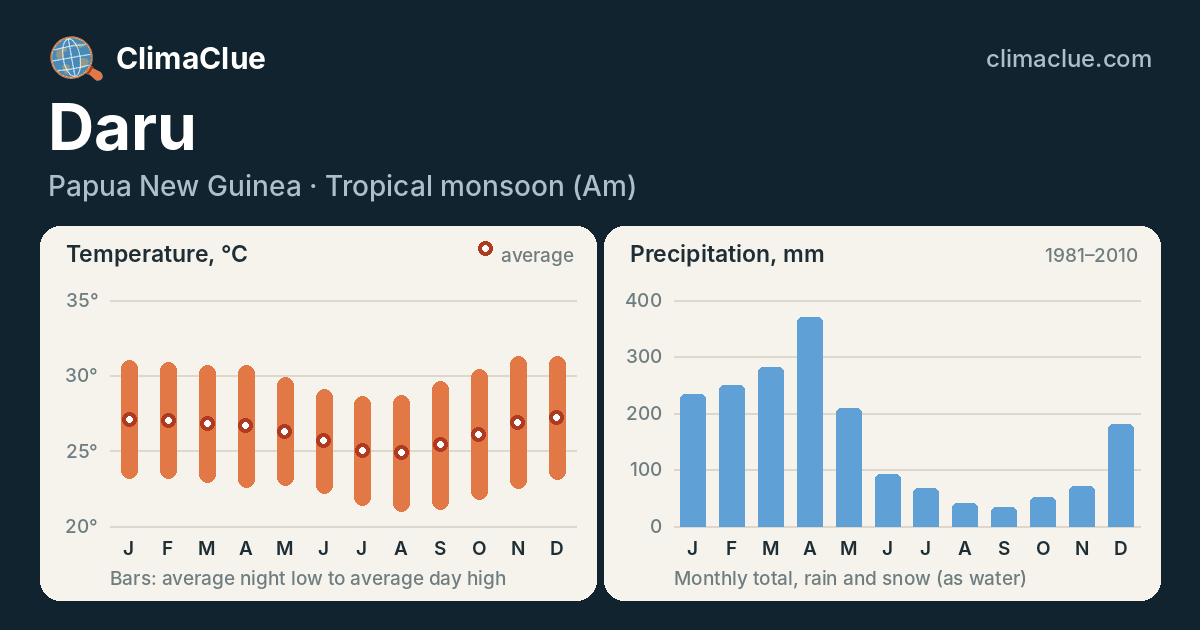 ClimaClue
climaclue.com
Daru
Papua New Guinea · Tropical monsoon (Am)
Temperature, °C
average
35°
30°
25°
20°
J F M A M J J A S O N D
Bars: average night low to average day high
Precipitation, mm
1981–2010
400
300
200
100
0
J F M A M J J A S O N D
Monthly total, rain and snow (as water)